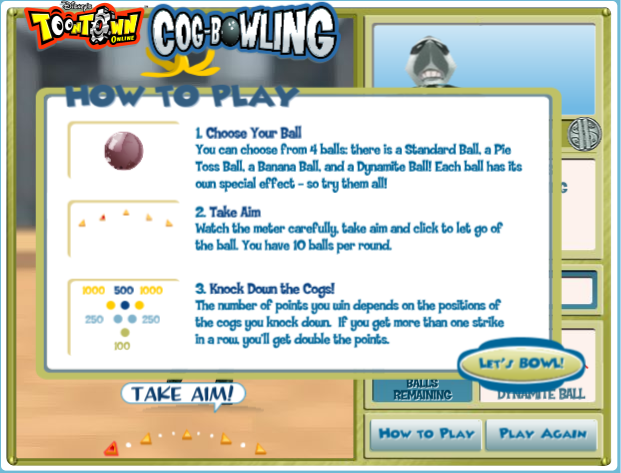 Disney's
TOONTOWN
ONLINE
COG-BOWLING
HOW TO PLAY
1. Choose Your Ball
You can choose from 4 balls: there is a Standard Ball, a Pie
Toss Ball, a Banana Ball, and a Dynamite Ball! Each ball has its
own special effect - so try them all!
2. Take Aim
Watch the meter carefully, take aim and click to let go of
the ball. You have 10 balls per round.
1000 500 1000
250 250
100
3. Knock Down the Cogs!
The number of points you win depends on the positions of
the cogs you knock down. If you get more than one strike
in a row, you'll get double the points.
LET'S BOWL!
TAKE AIM!
BALLS
REMAINING
DYNAMITE BALL
HOW TO PLAY
PLAY AGAIN